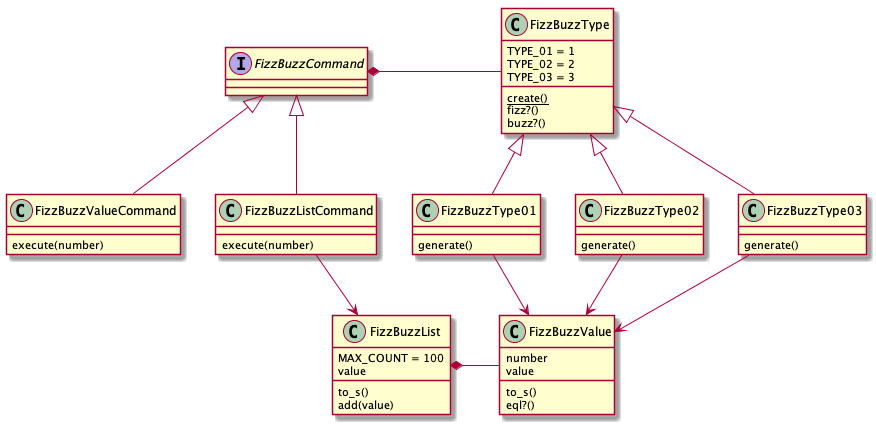 C FizzBuzzType
TYPE_01 = 1
TYPE_02 = 2
TYPE_03 = 3
create()
fizz?()
buzz?()
I FizzBuzzCommand
C FizzBuzzValueCommand
execute(number)
C FizzBuzzListCommand
execute(number)
C FizzBuzzType01
generate()
C FizzBuzzType02
generate()
C FizzBuzzType03
generate()
C FizzBuzzList
MAX_COUNT = 100
value
to_s()
add(value)
C FizzBuzzValue
number
value
to_s()
eql?()